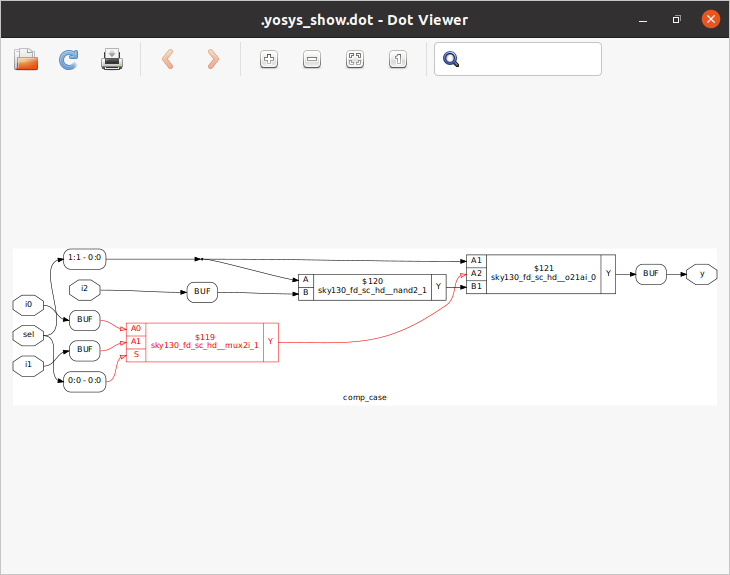 .yosys_show.dot - Dot Viewer
1
1:1 - 0:0
i2
BUF
i0
BUF
sel
BUF
i1
0:0 - 0:0
A0
A1
S
$119
sky130_fd_sc_hd__mux2i_1
Y
A
B
$120
sky130_fd_sc_hd__nand2_1
Y
A1
A2
B1
$121
sky130_fd_sc_hd__o21ai_0
Y
BUF
y
comp_case